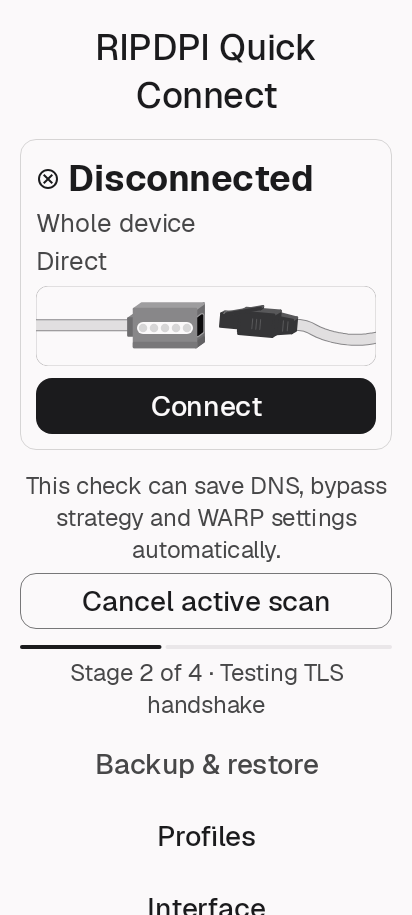 RIPDPI Quick
Connect
Disconnected
Whole device
Direct
Connect
This check can save DNS, bypass
strategy and WARP settings
automatically.
Cancel active scan
Stage 2 of 4 · Testing TLS
handshake
Backup & restore
Profiles
Interface